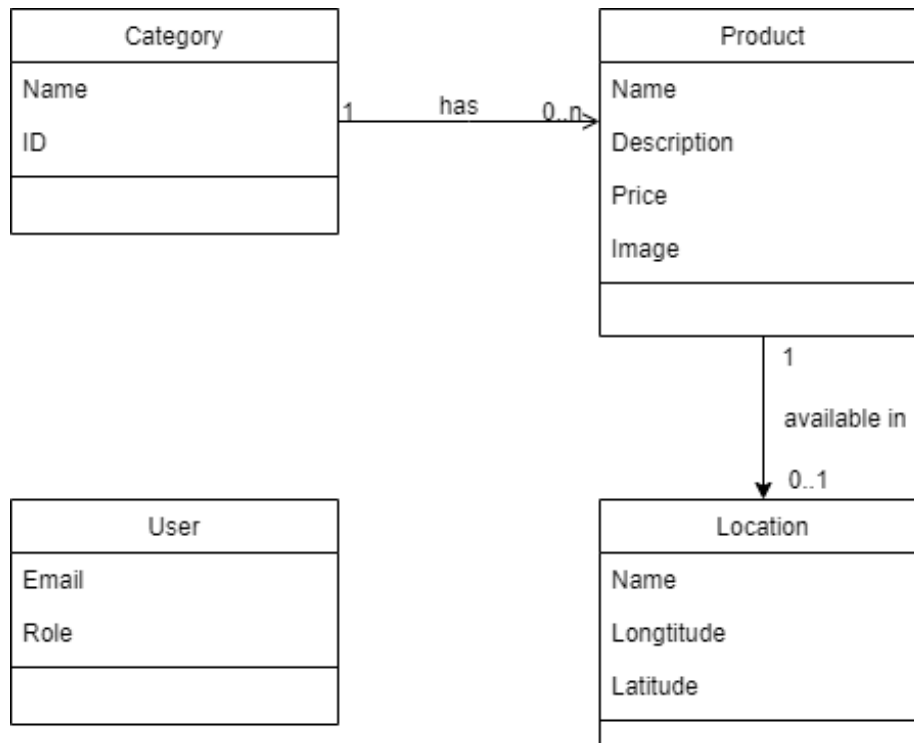 Category
Name
ID
1
has
0..n
Product
Name
Description
Price
Image
1
available in
0..1
User
Email
Role
Location
Name
Longtitude
Latitude